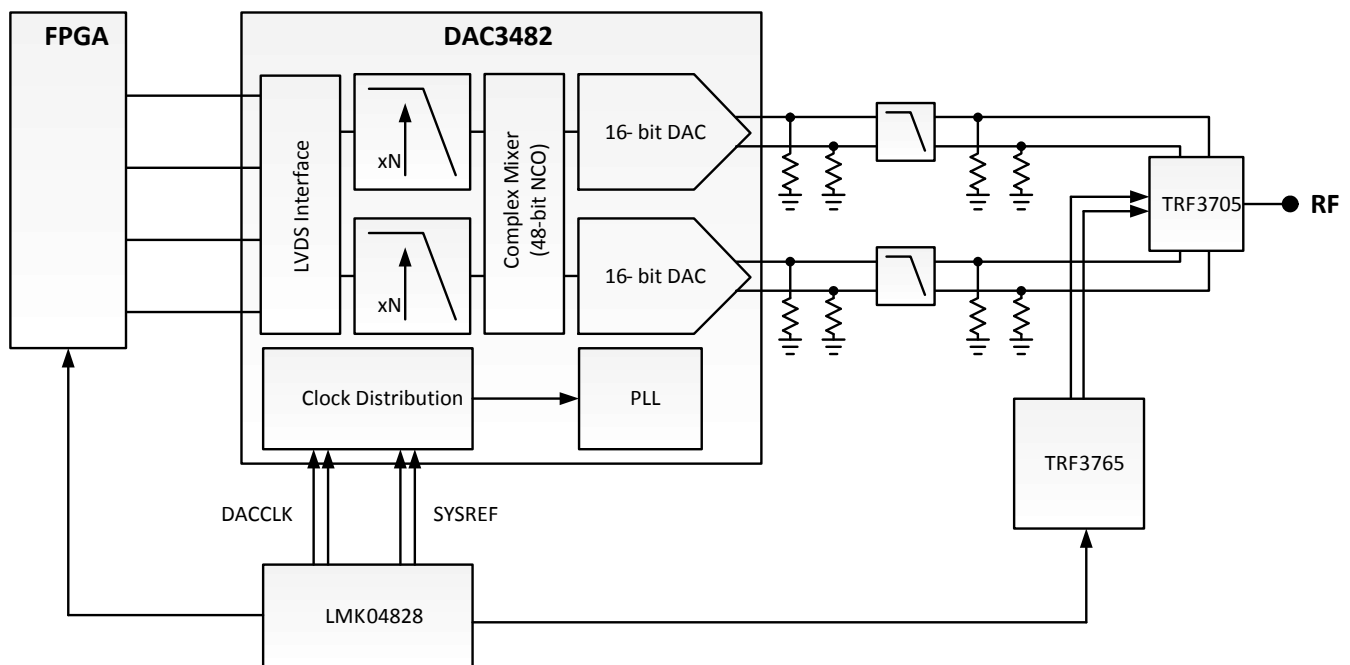 FPGA
DAC3482
LVDS Interface
xN
xN
Complex Mixer
(48-bit NCO)
16- bit DAC
16- bit DAC
TRF3705
RF
Clock Distribution
PLL
TRF3765
DACCLK
SYSREF
LMK04828